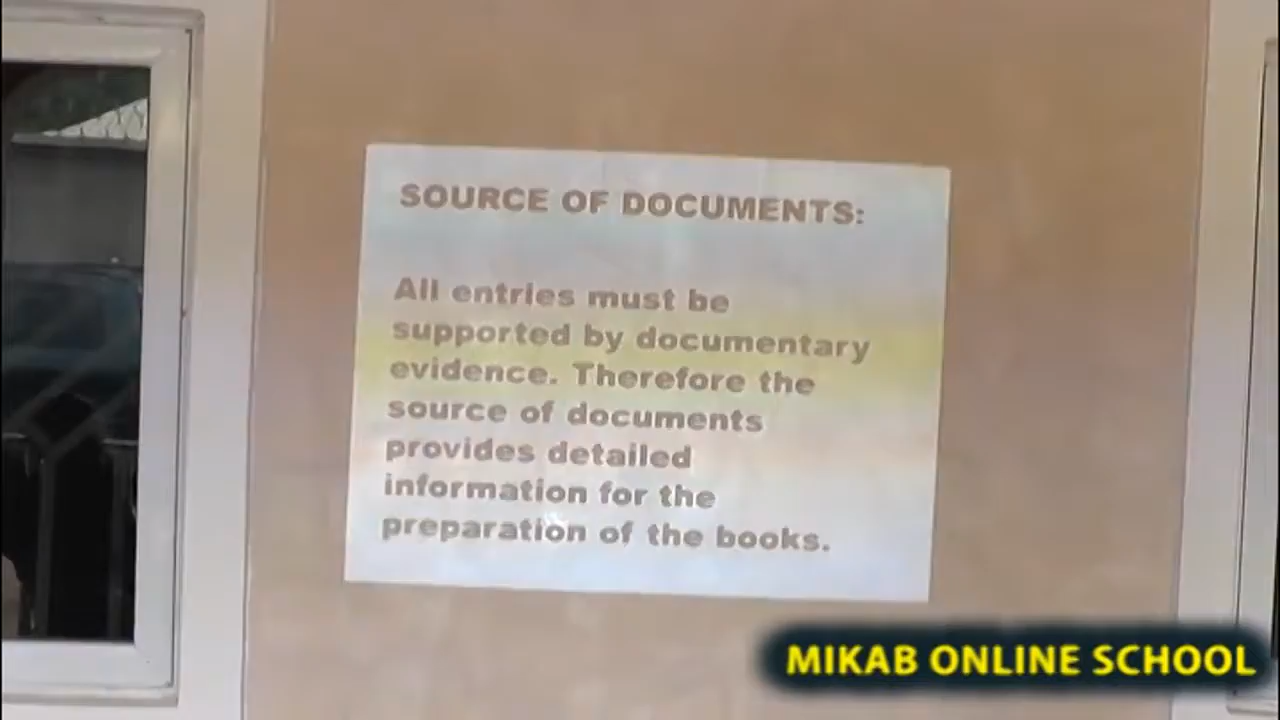 SOURCE OF DOCUMENTS:
All entries must be
supported by documentary
evidence. Therefore the
source of documents
provides detailed
information for the
preparation of the books.
MIKAB ONLINE SCHOOL